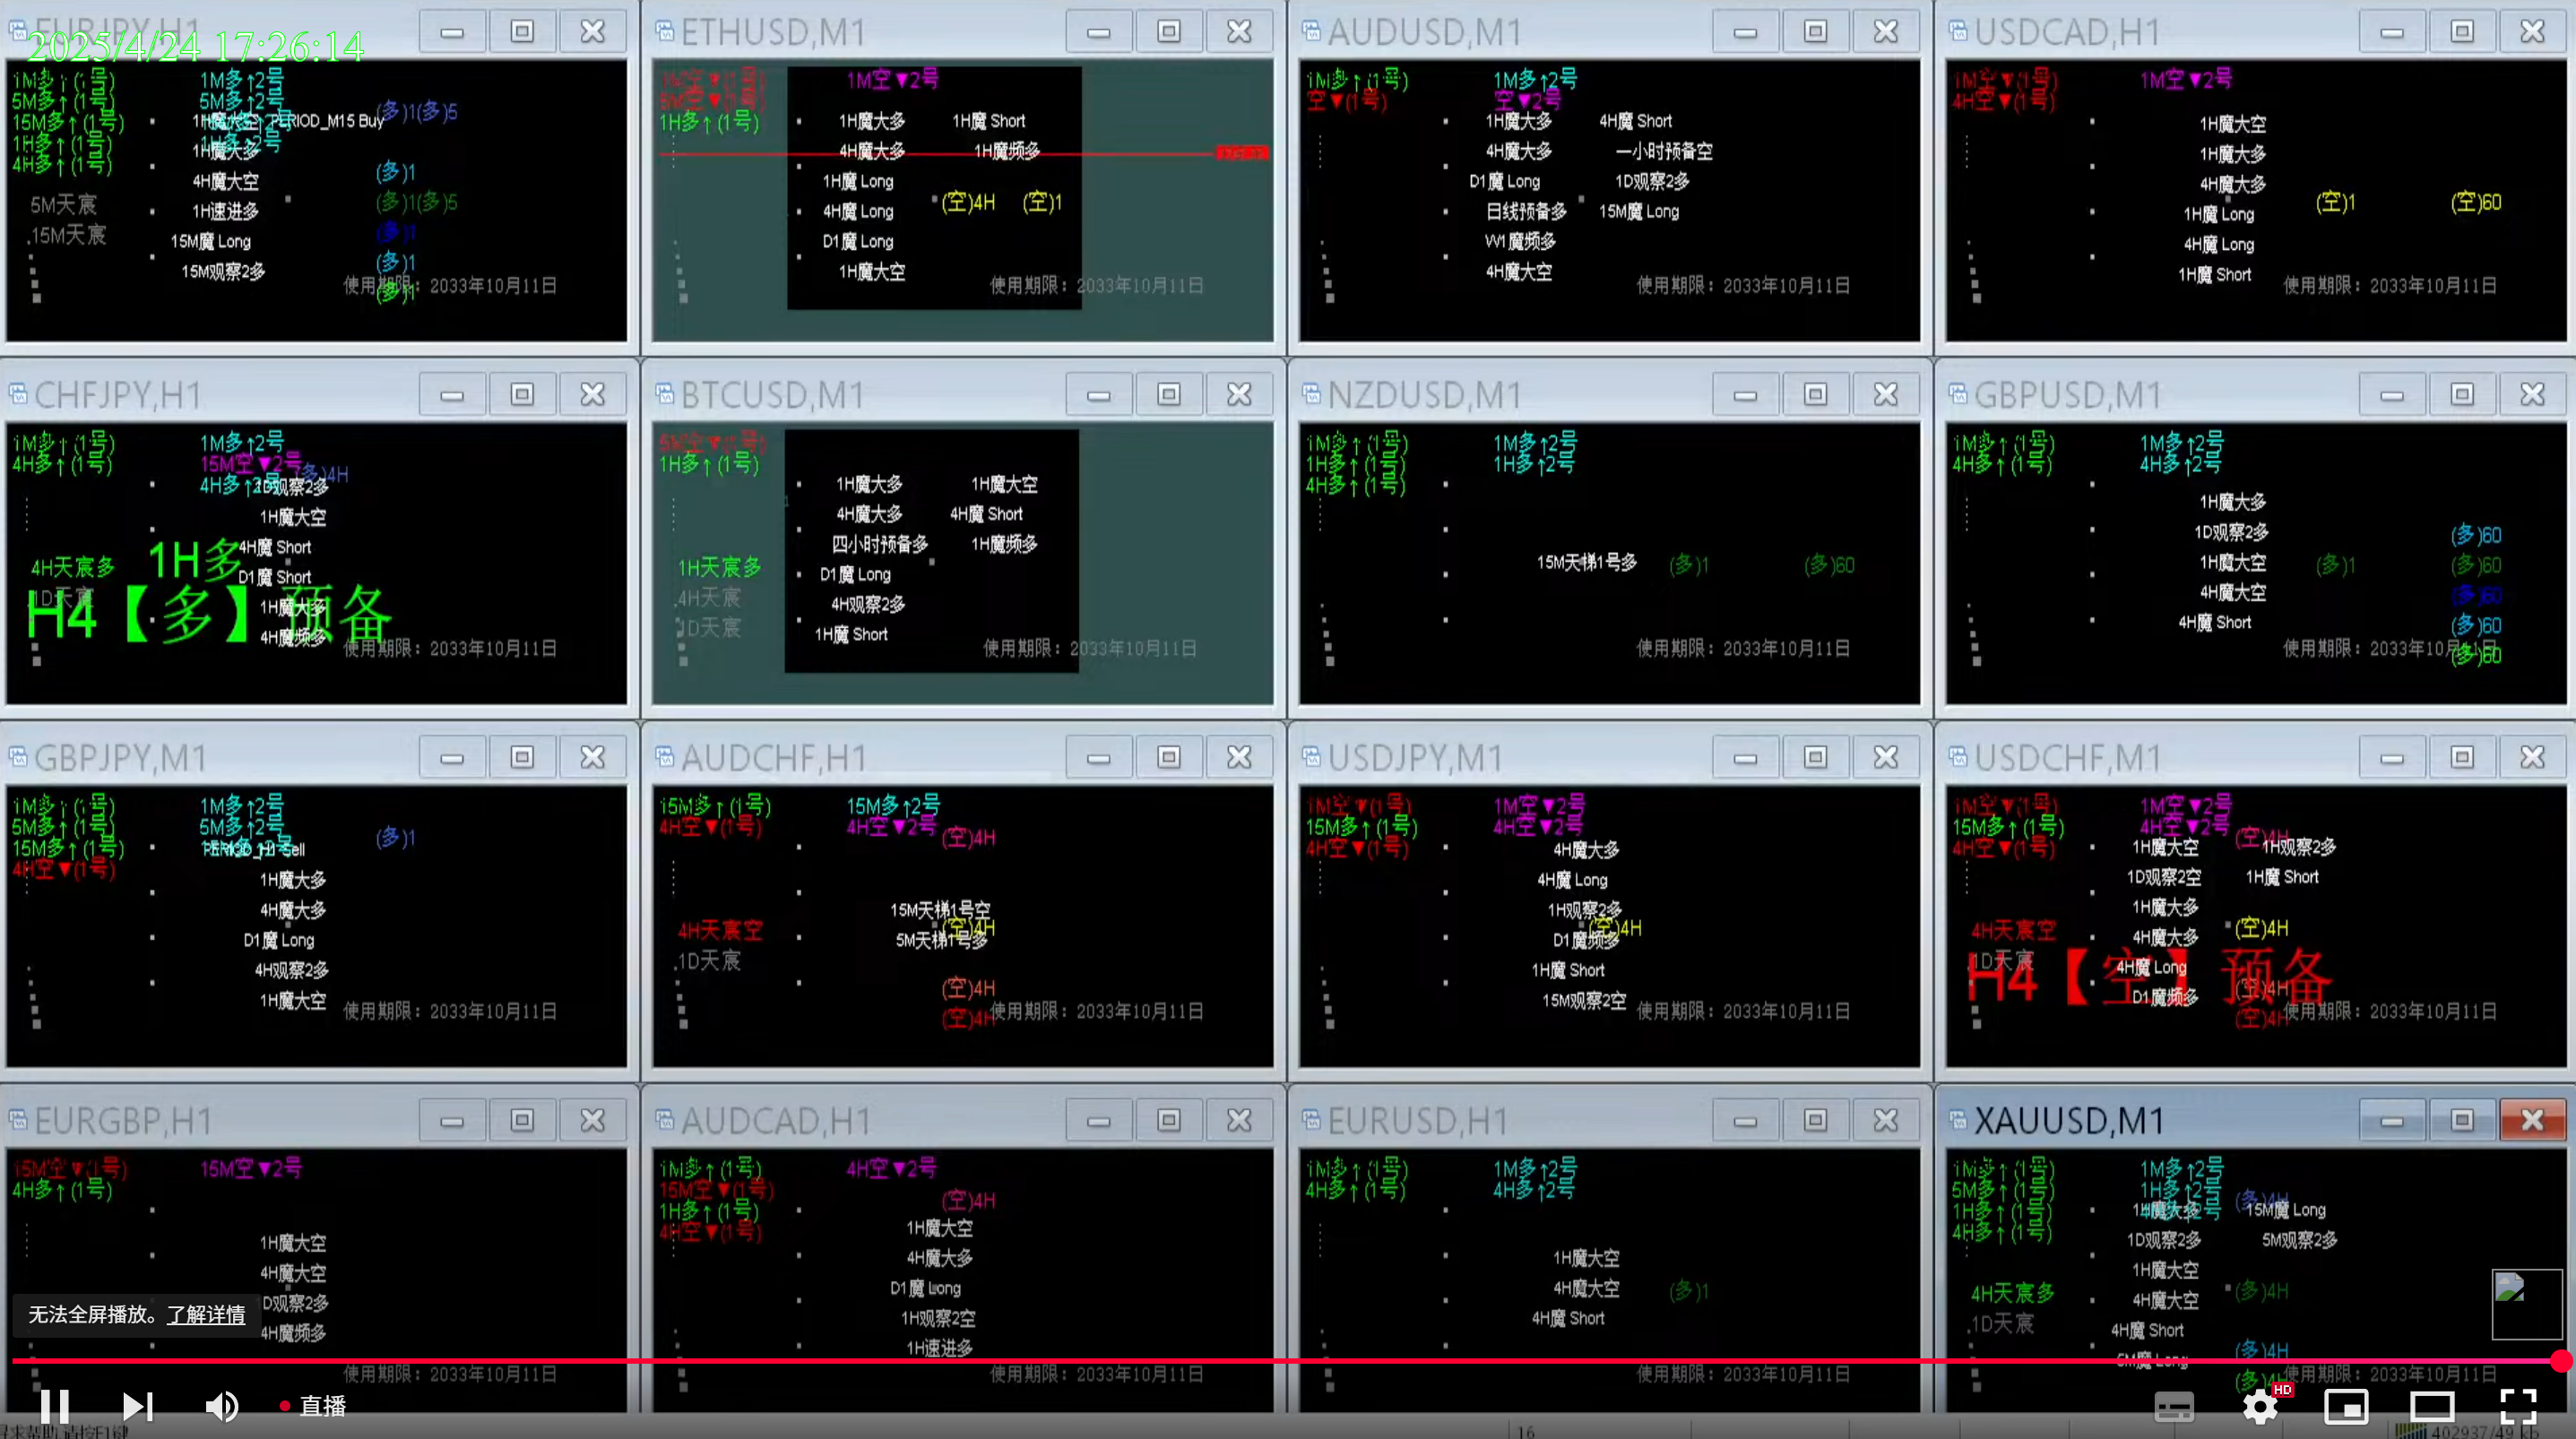 EURJPY,H1
2025/4/24 17:26:14
1M多↑(1号) 1M多↑2号
5M多↑(1号) 5M多↑2号 (多)1(多)5
15M多↑(1号) PERIOD_M15 Buy
1H多↑(1号) 1H魔大多
4H多↑(1号) (多)1
4H魔大空
5M天宸 (多)1(多)5
1H速进多
15M天宸 (多)1
15M魔 Long
(多)1
15M观察2多
使用期限：2033年10月11日
(多)1
ETHUSD,M1
1M空▼2号
1H多↑(1号) 1H魔大多 1H魔 Short
4H魔大多 1H魔频多
1H魔 Long
4H魔 Long (空)4H (空)1
D1魔 Long
1H魔大空
使用期限：2033年10月11日
AUDUSD,M1
1M多↑(1号) 1M多↑2号
空▼(1号) 空▼2号
1H魔大多 4H魔 Short
4H魔大多 一小时预备空
D1魔 Long 1D观察2多
日线预备多 15M魔 Long
W1魔频多
4H魔大空
使用期限：2033年10月11日
USDCAD,H1
1M空▼(1号) 1M空▼2号
4H空▼(1号)
1H魔大空
1H魔大多
4H魔大多
1H魔 Long (空)1 (空)60
4H魔 Long
1H魔 Short
使用期限：2033年10月11日
CHFJPY,H1
1M多↑(1号) 1M多↑2号
4H多↑(1号) 15M空▼2号 (多)4H
4H多↑2号 1D观察2多
1H魔大空
1H多 4H魔 Short
4H天宸多
D1魔 Short
1D天宸
H4【多】预备
1H魔大多
4H魔频多
使用期限：2033年10月11日
BTCUSD,M1
5M空▼(1号)
1H多↑(1号)
1H魔大多 1H魔大空
4H魔大多 4H魔 Short
四小时预备多 1H魔频多
1H天宸多 D1魔 Long
4H天宸 4H观察2多
1D天宸 1H魔 Short
使用期限：2033年10月11日
NZDUSD,M1
1M多↑(1号) 1M多↑2号
1H多↑(1号) 1H多↑2号
4H多↑(1号)
15M天梯1号多 (多)1 (多)60
使用期限：2033年10月11日
GBPUSD,M1
1M多↑(1号) 1M多↑2号
4H多↑(1号) 4H多↑2号
1H魔大多
1D观察2多 (多)60
1H魔大空 (多)1 (多)60
4H魔大空 (多)60
4H魔 Short (多)60
使用期限：2033年10月11日
(多)60
GBPJPY,M1
1M多↑(1号) 1M多↑2号
5M多↑(1号) 5M多↑2号 (多)1
15M多↑(1号) Sell
4H空▼(1号) 1H魔大多
4H魔大多
D1魔 Long
4H观察2多
1H魔大空
使用期限：2033年10月11日
AUDCHF,H1
15M多↑(1号) 15M多↑2号
4H空▼(1号) 4H空▼2号 (空)4H
15M天梯1号空
4H天宸空 (空)4H
5M天梯1号多
1D天宸
(空)4H
(空)4H
使用期限：2033年10月11日
USDJPY,M1
1M空▼(1号) 1M空▼2号
15M多↑(1号) 4H空▼2号
4H空▼(1号) 4H魔大多
4H魔 Long
1H观察2多
(空)4H
D1魔频多
1H魔 Short
15M观察2空
使用期限：2033年10月11日
USDCHF,M1
1M空▼(1号) 1M空▼2号
15M多↑(1号) 4H空▼2号 (空)4H
4H空▼(1号) 1H魔大空 1H观察2多
1D观察2空 1H魔 Short
1H魔大多
4H天宸空 (空)4H
4H魔大多
1D天宸
4H魔 Long
H4【空】预备
D1魔频多 (空)4H
(空)4H
使用期限：2033年10月11日
EURGBP,H1
15M空▼(1号) 15M空▼2号
4H多↑(1号)
1H魔大空
4H魔大空
1D观察2多
4H魔频多
使用期限：2033年10月11日
无法全屏播放。了解详情
AUDCAD,H1
1M多↑(1号) 4H空▼2号
15M空▼(1号) (空)4H
1H多↑(1号)
4H空▼(1号) 1H魔大空
4H魔大多
D1魔 Long
1H观察2空
1H速进多
使用期限：2033年10月11日
EURUSD,H1
1M多↑(1号) 1M多↑2号
4H多↑(1号) 4H多↑2号
1H魔大空
4H魔大空 (多)1
4H魔 Short
使用期限：2033年10月11日
XAUUSD,M1
1M多↑(1号) 1M多↑2号
5M多↑(1号) 1H多↑2号 (多)4H
1H多↑(1号) 1H魔大多 15M魔 Long
4H多↑(1号) 1D观察2多 5M观察2多
1H魔大空
4H天宸多 4H魔大空 (多)4H
1D天宸 4H魔 Short
(多)4H
5M魔 Long
使用期限：2033年10月11日
直播
HD
16